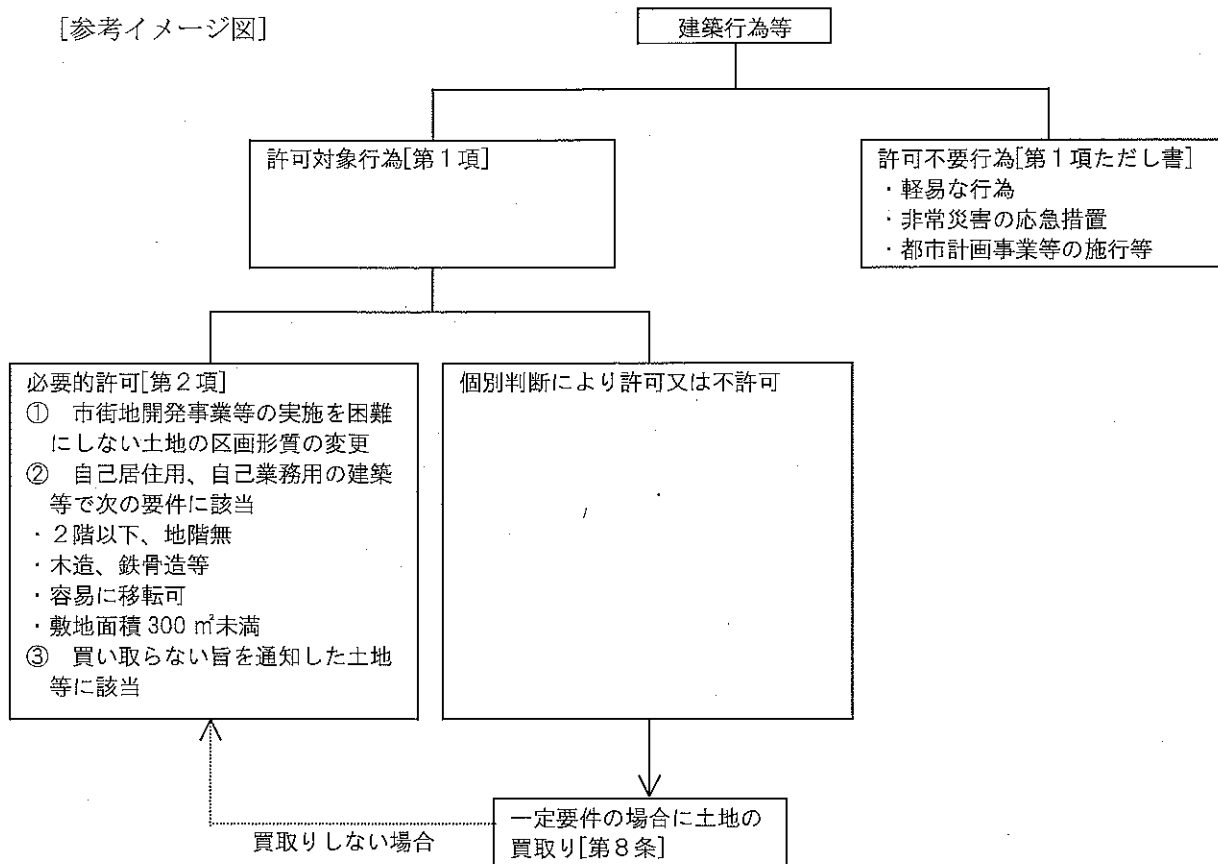 [参考イメージ図]
建築行為等
許可対象行為[第1項]
許可不要行為[第1項ただし書]
・軽易な行為
・非常災害の応急措置
・都市計画事業等の施行等
必要的許可[第2項]
① 市街地開発事業等の実施を困難
にしない土地の区画形質の変更
② 自己居住用、自己業務用の建築
等で次の要件に該当
・2階以下、地階無
・木造、鉄骨造等
・容易に移転可
・敷地面積 300 ㎡未満
③ 買い取らない旨を通知した土地
等に該当
個別判断により許可又は不許可
買取りしない場合
一定要件の場合に土地の
買取り[第8条]